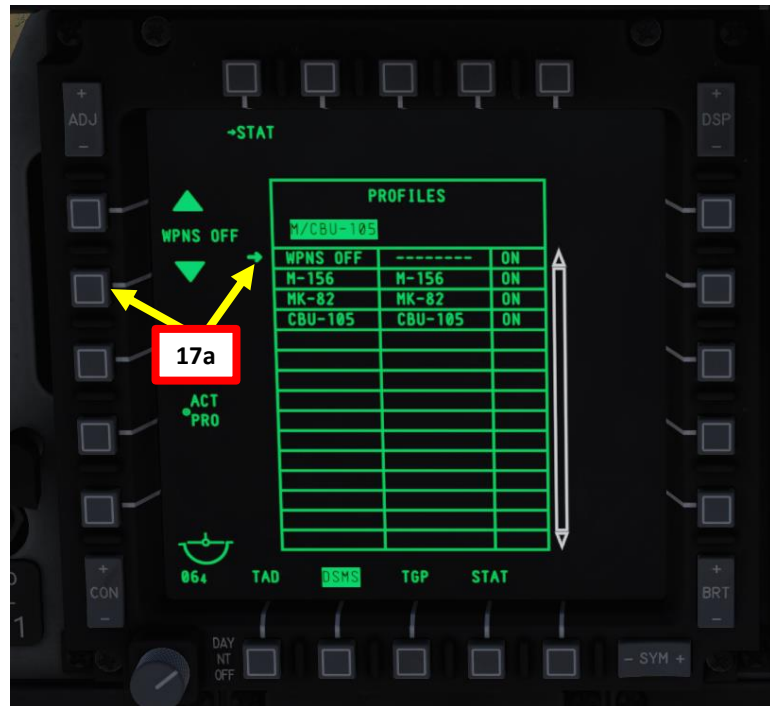 +
ADJ
-
+
DSP
-
→STAT
PROFILES
M/CBU-105
WPNS OFF
→
WPNS OFF -------- ON
M-156 M-156 ON
MK-82 MK-82 ON
CBU-105 CBU-105 ON
17a
ACT
PRO
064 TAD DSMS TGP STAT
+
CON
-
+
BRT
-
1
DAY
NT
OFF
- SYM +